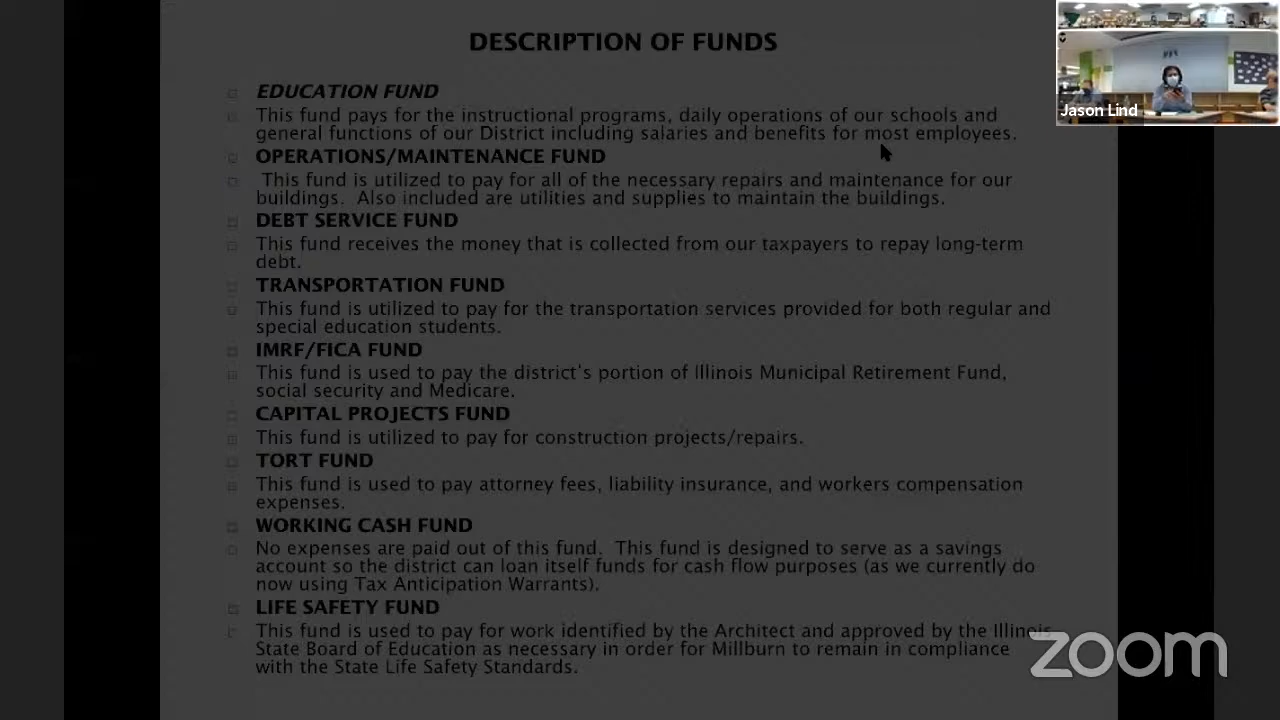 DESCRIPTION OF FUNDS
Jason Lind
EDUCATION FUND
This fund pays for the instructional programs, daily operations of our schools and
general functions of our District including salaries and benefits for most employees.
OPERATIONS/MAINTENANCE FUND
This fund is utilized to pay for all of the necessary repairs and maintenance for our
buildings. Also included are utilities and supplies to maintain the buildings.
DEBT SERVICE FUND
This fund receives the money that is collected from our taxpayers to repay long-term
debt.
TRANSPORTATION FUND
This fund is utilized to pay for the transportation services provided for both regular and
special education students.
IMRF/FICA FUND
This fund is used to pay the district's portion of Illinois Municipal Retirement Fund,
social security and Medicare.
CAPITAL PROJECTS FUND
This fund is utilized to pay for construction projects/repairs.
TORT FUND
This fund is used to pay attorney fees, liability insurance, and workers compensation
expenses.
WORKING CASH FUND
No expenses are paid out of this fund. This fund is designed to serve as a savings
account so the district can loan itself funds for cash flow purposes (as we currently do
now using Tax Anticipation Warrants).
LIFE SAFETY FUND
This fund is used to pay for work identified by the Architect and approved by the Illinois
State Board of Education as necessary in order for Millburn to remain in compliance
with the State Life Safety Standards.
zoom